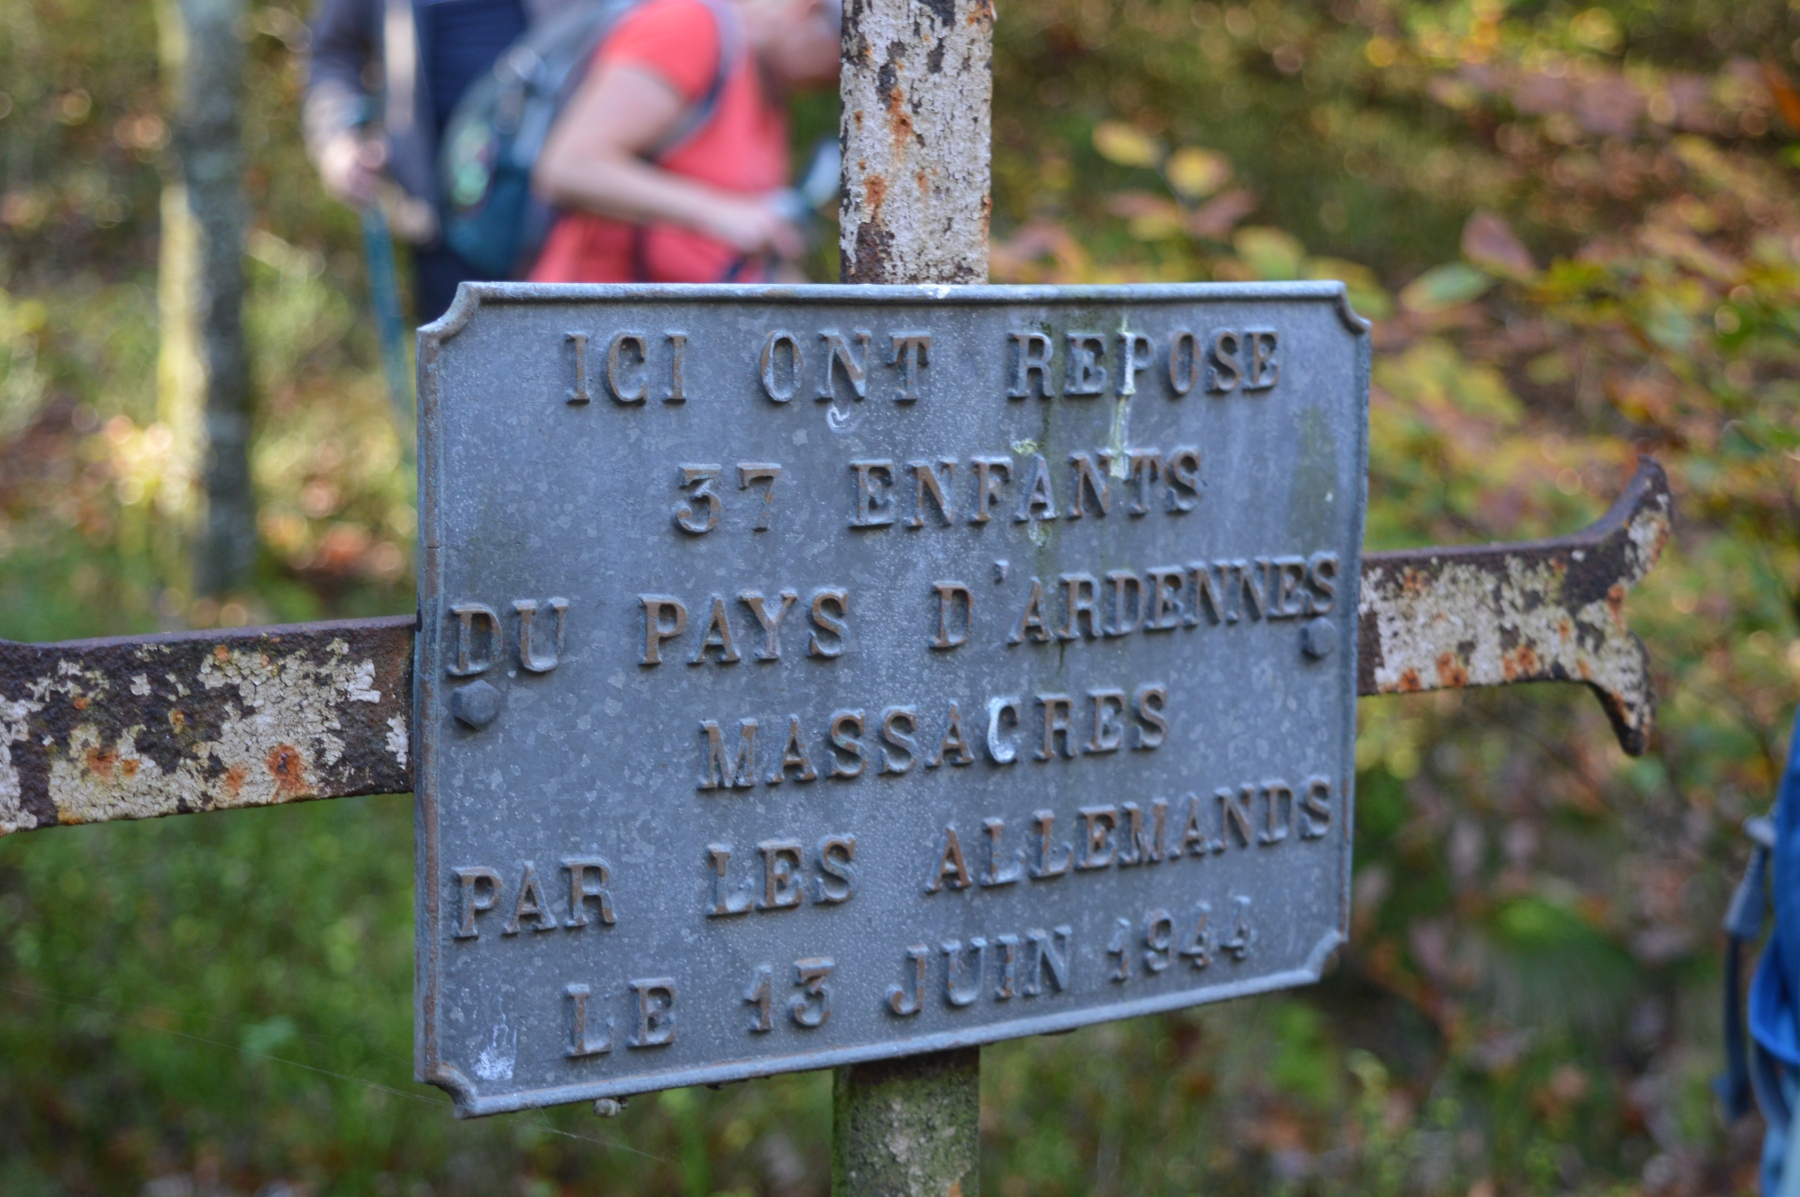 ICI ONT REPOSE
37 ENFANTS
DU PAYS D'ARDENNES
MASSACRES
PAR LES ALLEMANDS
LE 13 JUIN 1944